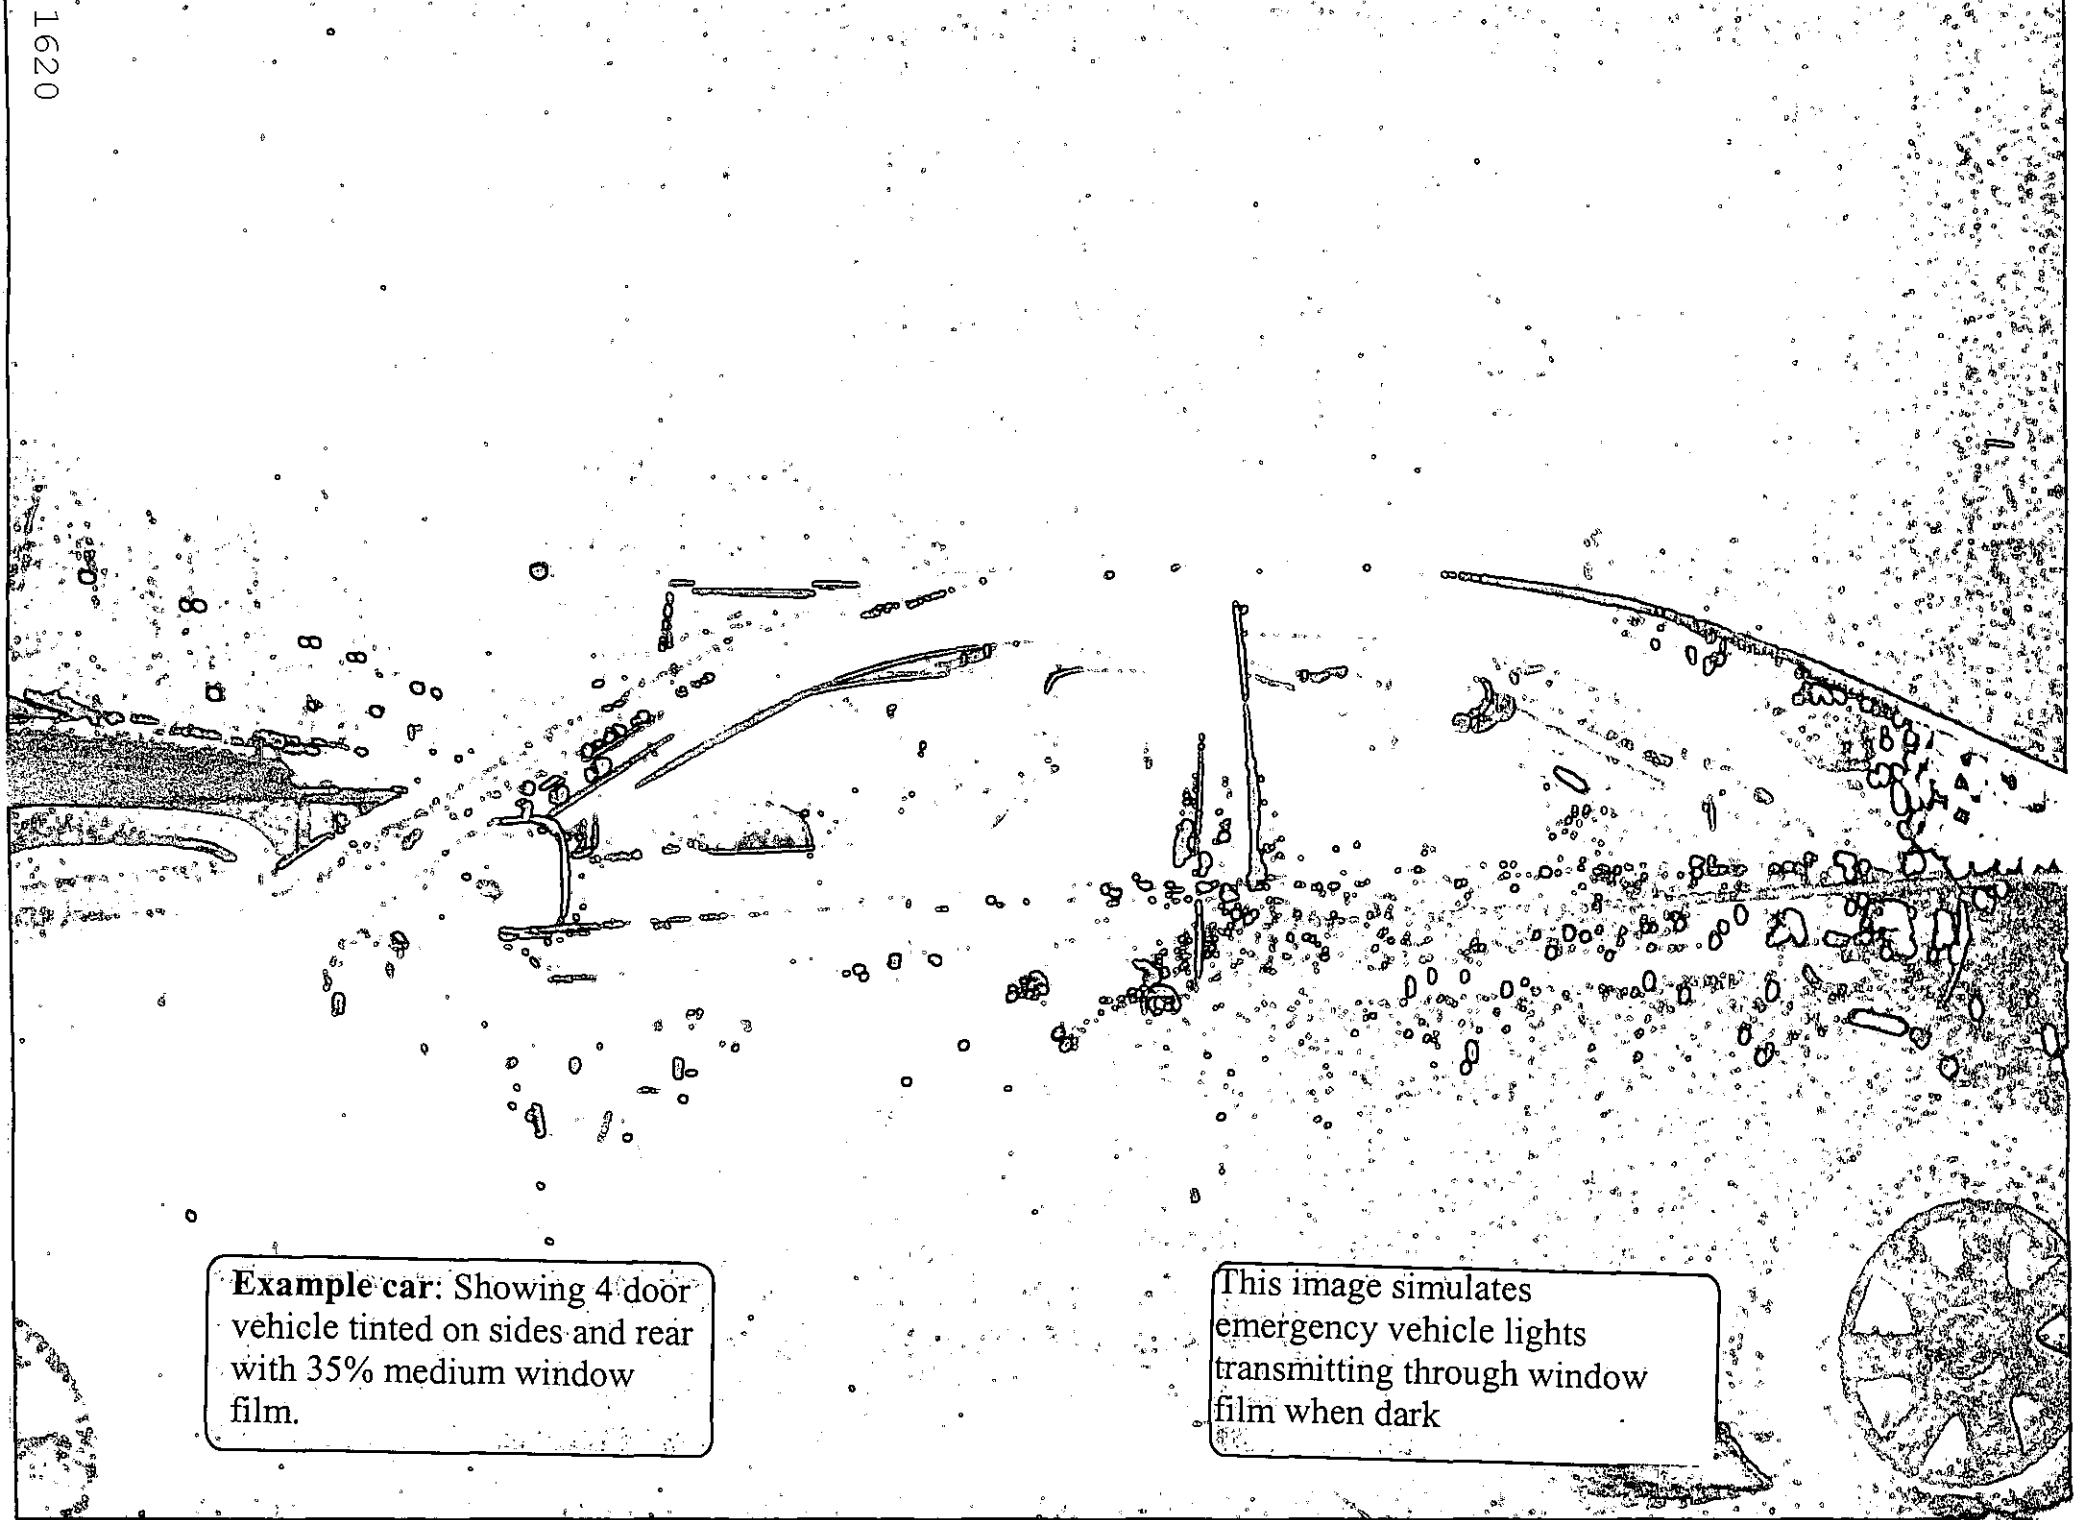 1620
Example car: Showing 4 door
vehicle tinted on sides and rear
with 35% medium window
film.
This image simulates
emergency vehicle lights
transmitting through window
film when dark